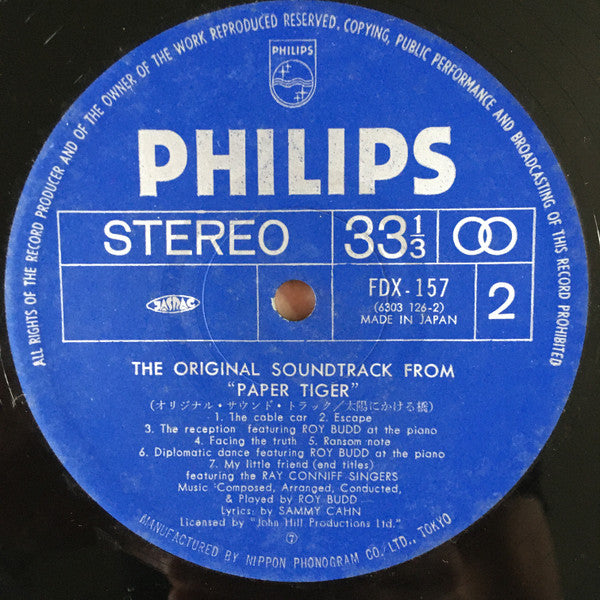 ALL RIGHTS OF THE RECORD PRODUCER AND OF THE OWNER OF THE WORK REPRODUCED RESERVED. COPYING, PUBLIC PERFORMANCE AND BROADCASTING OF THIS RECORD PROHIBITED
PHILIPS
PHILIPS
STEREO 33 1/3
JASRAC FDX-157 2
(6303 126-2)
MADE IN JAPAN
THE ORIGINAL SOUNDTRACK FROM
"PAPER TIGER"
(オリジナル・サウンド・トラック/太陽にかける橋)
1. The cable car 2. Escape
3. The reception featuring ROY BUDD at the piano
4. Facing the truth 5. Ransom note
6. Diplomatic dance featuring ROY BUDD at the piano
7. My little friend (end titles)
featuring the RAY CONNIFF SINGERS
Music Composed, Arranged, Conducted,
& Played by ROY BUDD
Lyrics: by SAMMY CAHN
Licensed by "John Hill Productions Ltd."
⑦
MANUFACTURED BY NIPPON PHONOGRAM CO./LTD., TOKYO